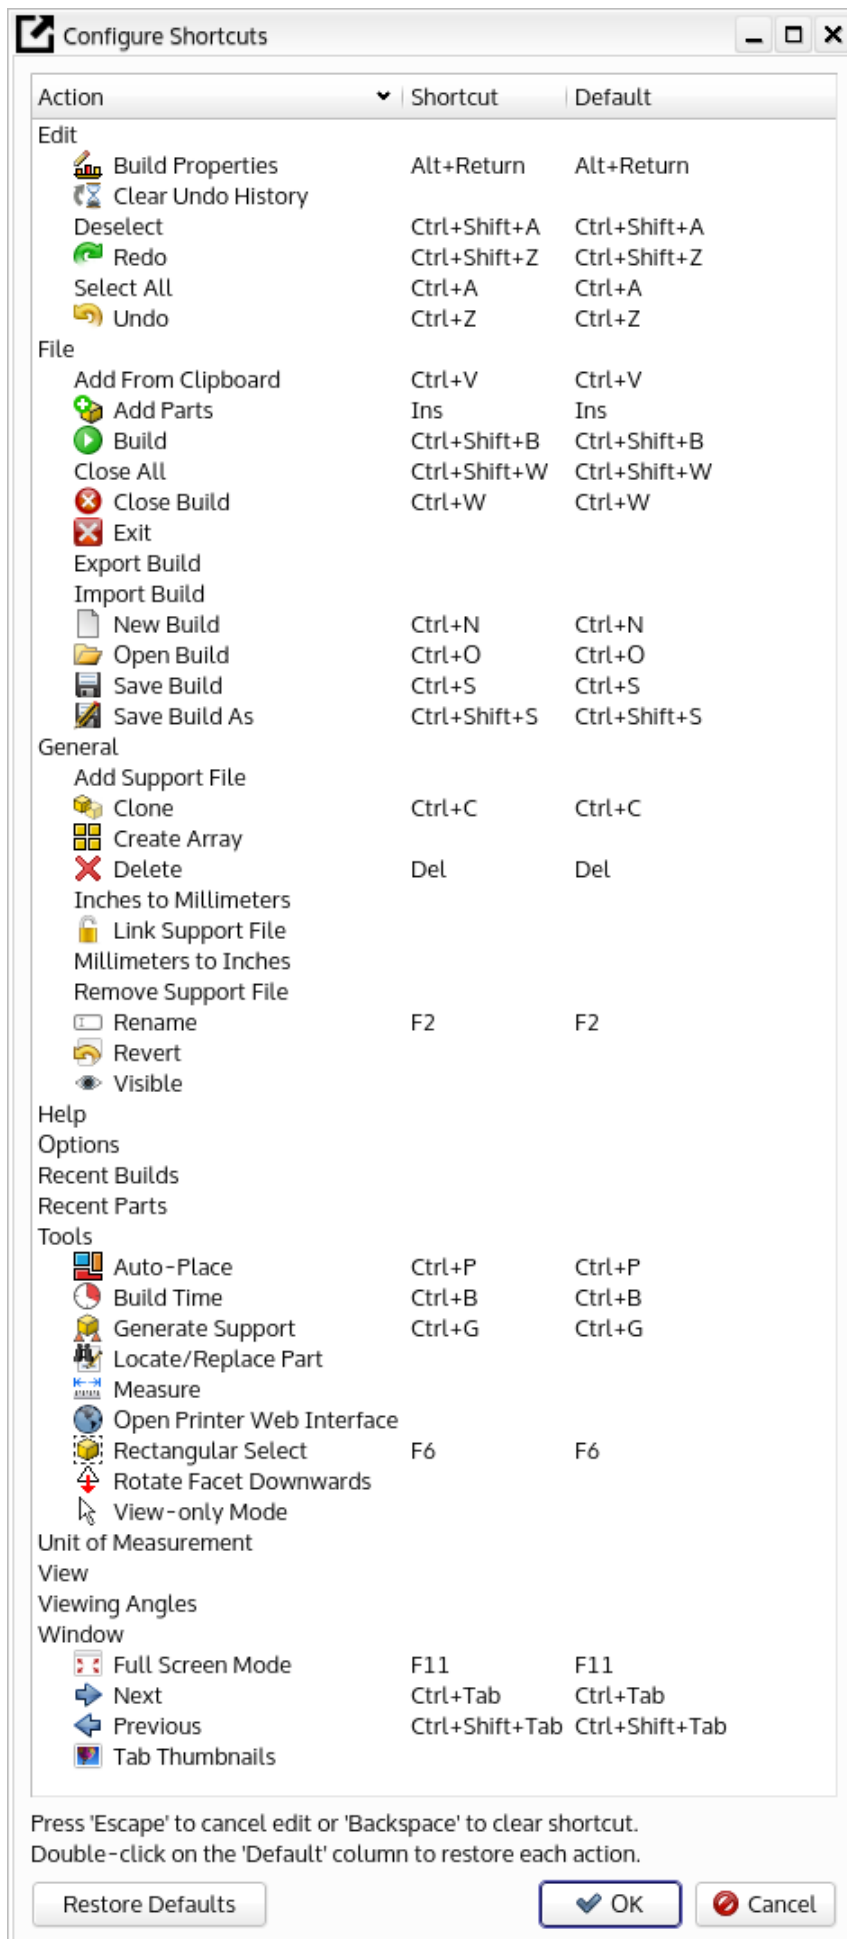 Configure Shortcuts
Action Shortcut Default
Edit
Build Properties Alt+Return Alt+Return
Clear Undo History
Deselect Ctrl+Shift+A Ctrl+Shift+A
Redo Ctrl+Shift+Z Ctrl+Shift+Z
Select All Ctrl+A Ctrl+A
Undo Ctrl+Z Ctrl+Z
File
Add From Clipboard Ctrl+V Ctrl+V
Add Parts Ins Ins
Build Ctrl+Shift+B Ctrl+Shift+B
Close All Ctrl+Shift+W Ctrl+Shift+W
Close Build Ctrl+W Ctrl+W
Exit
Export Build
Import Build
New Build Ctrl+N Ctrl+N
Open Build Ctrl+O Ctrl+O
Save Build Ctrl+S Ctrl+S
Save Build As Ctrl+Shift+S Ctrl+Shift+S
General
Add Support File
Clone Ctrl+C Ctrl+C
Create Array
Delete Del Del
Inches to Millimeters
Link Support File
Millimeters to Inches
Remove Support File
Rename F2 F2
Revert
Visible
Help
Options
Recent Builds
Recent Parts
Tools
Auto-Place Ctrl+P Ctrl+P
Build Time Ctrl+B Ctrl+B
Generate Support Ctrl+G Ctrl+G
Locate/Replace Part
Measure
Open Printer Web Interface
Rectangular Select F6 F6
Rotate Facet Downwards
View-only Mode
Unit of Measurement
View
Viewing Angles
Window
Full Screen Mode F11 F11
Next Ctrl+Tab Ctrl+Tab
Previous Ctrl+Shift+Tab Ctrl+Shift+Tab
Tab Thumbnails
Press 'Escape' to cancel edit or 'Backspace' to clear shortcut.
Double-click on the 'Default' column to restore each action.
Restore Defaults OK Cancel